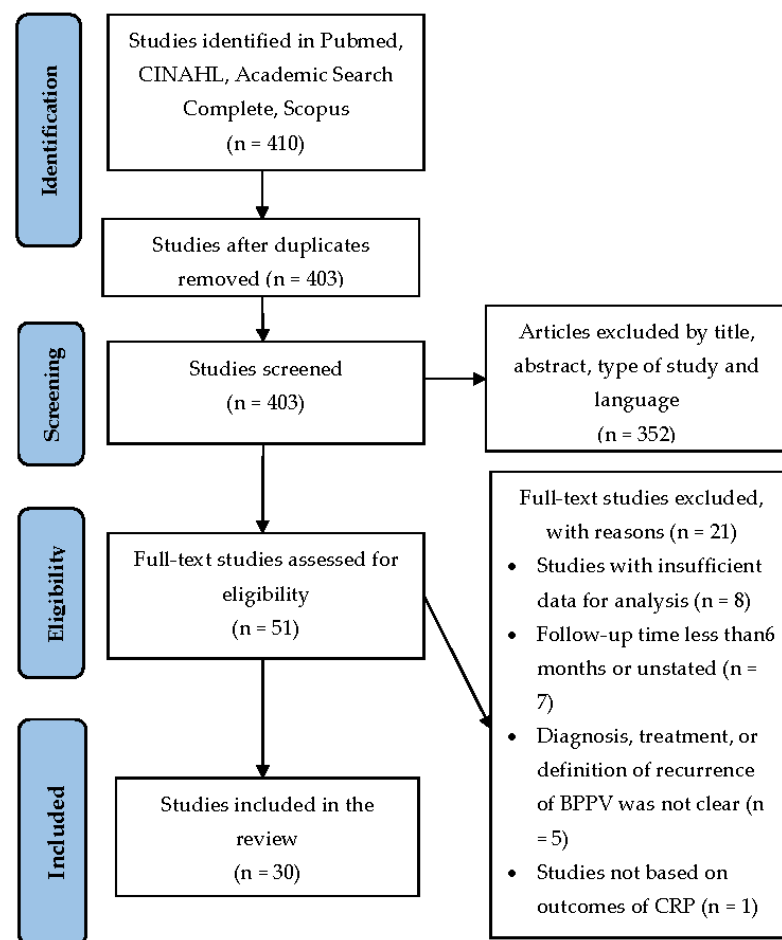 Identification
Studies identified in Pubmed,
CINAHL, Academic Search
Complete, Scopus
(n = 410)
Studies after duplicates
removed (n = 403)
Screening
Studies screened
(n = 403)
Articles excluded by title,
abstract, type of study and
language
(n = 352)
Eligibility
Full-text studies assessed for
eligibility
(n = 51)
Full-text studies excluded,
with reasons (n = 21)
• Studies with insufficient
data for analysis (n = 8)
• Follow-up time less than6
months or unstated (n =
7)
• Diagnosis, treatment, or
definition of recurrence
of BPPV was not clear (n
= 5)
• Studies not based on
outcomes of CRP (n = 1)
Included
Studies included in the
review
(n = 30)